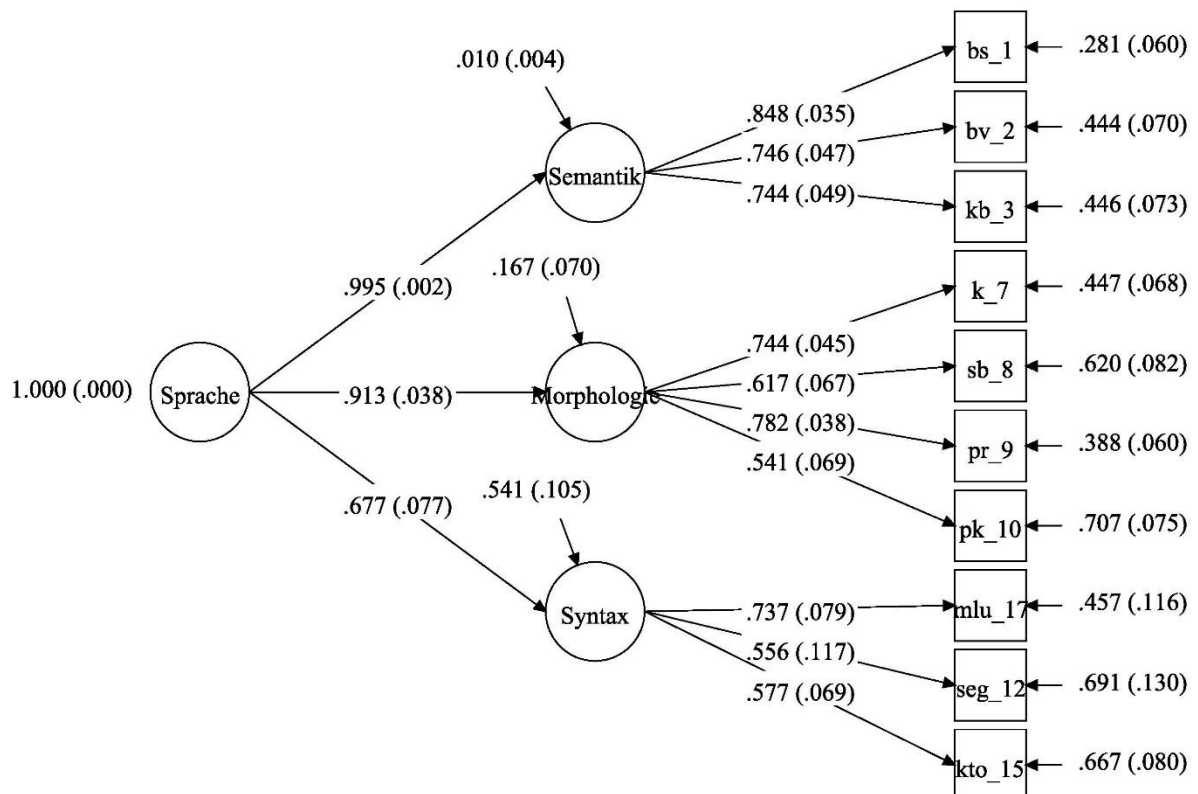 bs_1
.281 (.060)
.010 (.004)
.848 (.035)
bv_2
.444 (.070)
.746 (.047)
Semantik
.744 (.049)
kb_3
.446 (.073)
.995 (.002)
.167 (.070)
k_7
.447 (.068)
.744 (.045)
sb_8
.620 (.082)
1.000 (.000)
Sprache
.913 (.038)
Morphologie
.617 (.067)
.782 (.038)
pr_9
.388 (.060)
.541 (.069)
.677 (.077)
.541 (.105)
pk_10
.707 (.075)
Syntax
.737 (.079)
mlu_17
.457 (.116)
.556 (.117)
.577 (.069)
seg_12
.691 (.130)
kto_15
.667 (.080)